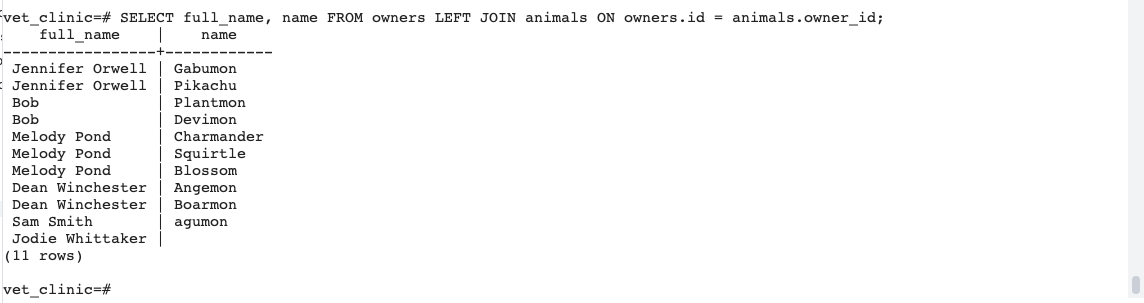 vet_clinic=# SELECT full_name, name FROM owners LEFT JOIN animals ON owners.id = animals.owner_id;
    full_name    |    name
-----------------+------------
 Jennifer Orwell | Gabumon
 Jennifer Orwell | Pikachu
 Bob             | Plantmon
 Bob             | Devimon
 Melody Pond     | Charmander
 Melody Pond     | Squirtle
 Melody Pond     | Blossom
 Dean Winchester | Angemon
 Dean Winchester | Boarmon
 Sam Smith       | agumon
 Jodie Whittaker |
(11 rows)

vet_clinic=#